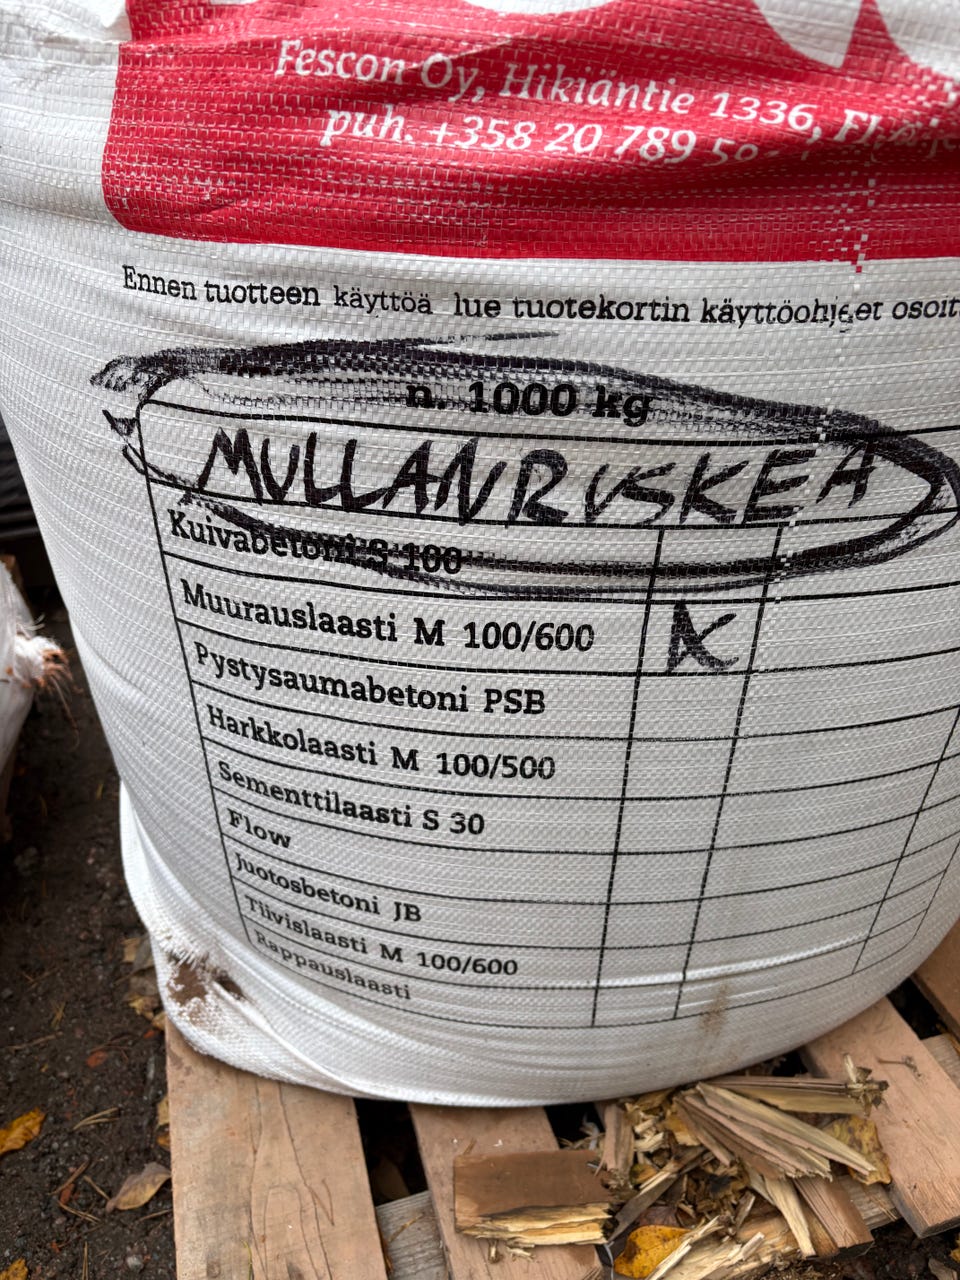 Fescon Oy, Hikiäntie 1336,
puh. +358 20 789
Ennen tuotteen käyttöä lue tuotekortin käyttöohjeet
n. 1000 kg
MULLANRUSKEA
Kuivabetoni S 100
Muurauslaasti M 100/600
Pystysaumabetoni PSB
Harkkolaasti M 100/500
Sementtilaasti S 30
Flow
Juotosbetoni JB
Tiivislaasti M 100/600
Rappauslaasti